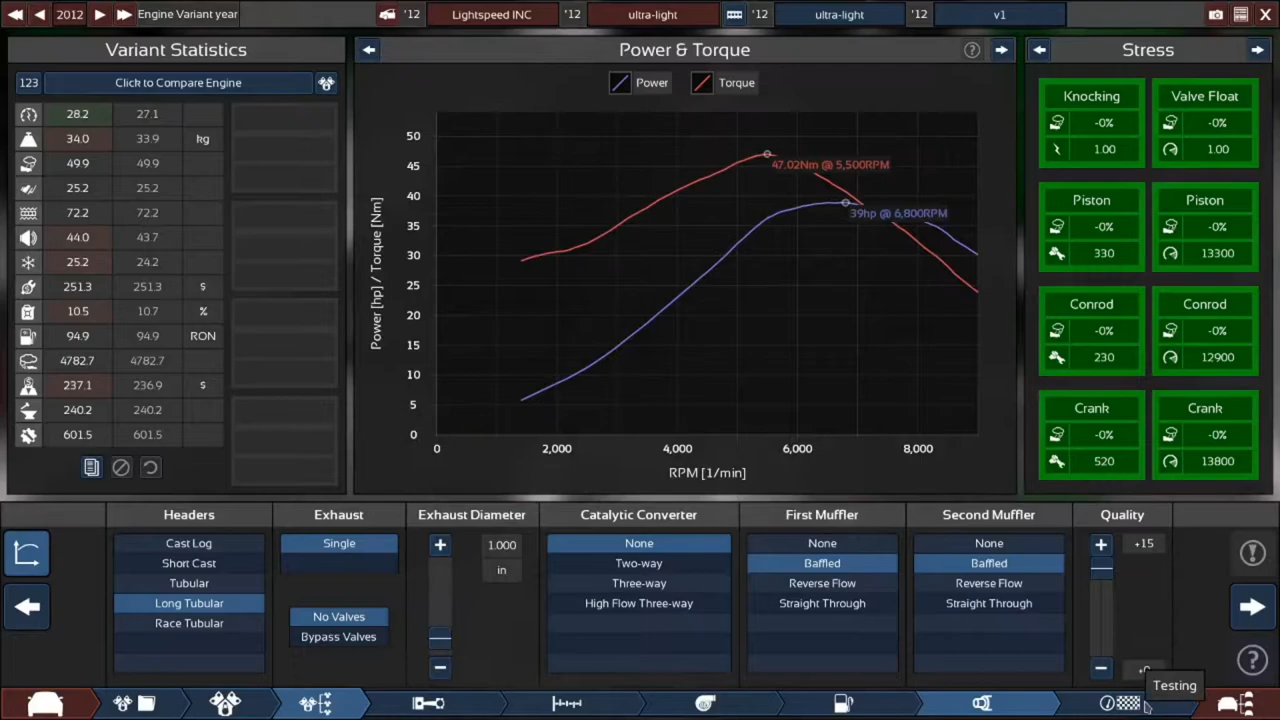 2012
Engine Variant year
'12
Lightspeed INC
'12
ultra-light
'12
ultra-light
'12
v1
Variant Statistics
123
Click to Compare Engine
28.2 27.1
34.0 33.9 kg
49.9 49.9
25.2 25.2
72.2 72.2
44.0 43.7
25.2 24.2
251.3 251.3 $
10.5 10.7 %
94.9 94.9 RON
4782.7 4782.7
237.1 236.9 $
240.2 240.2
601.5 601.5
Power & Torque
?
Power
Torque
50
45
40
35
30
25
20
15
10
5
0
Power [hp] / Torque [Nm]
47.02Nm @ 5,500RPM
39hp @ 6,800RPM
0 2,000 4,000 6,000 8,000
RPM [1/min]
Stress
Knocking
-0%
1.00
Valve Float
-0%
1.00
Piston
-0%
330
Piston
-0%
13300
Conrod
-0%
230
Conrod
-0%
12900
Crank
-0%
520
Crank
-0%
13800
Headers
Cast Log
Short Cast
Tubular
Long Tubular
Race Tubular
Exhaust
Single
No Valves
Bypass Valves
Exhaust Diameter
1.000
in
Catalytic Converter
None
Two-way
Three-way
High Flow Three-way
First Muffler
None
Baffled
Reverse Flow
Straight Through
Second Muffler
None
Baffled
Reverse Flow
Straight Through
Quality
+15
Testing
?